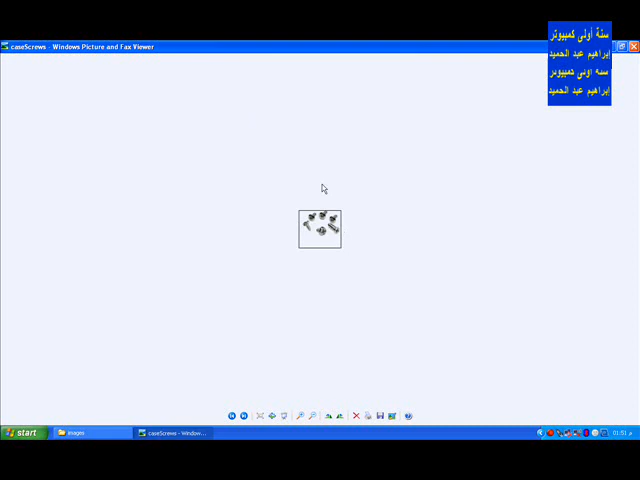 سنة أولى كمبيوتر
إبراهيم عبد الحميد
سنة أولى كمبيوتر
إبراهيم عبد الحميد
caseScrews - Windows Picture and Fax Viewer
start
images
caseScrews - Window...
01:51 م